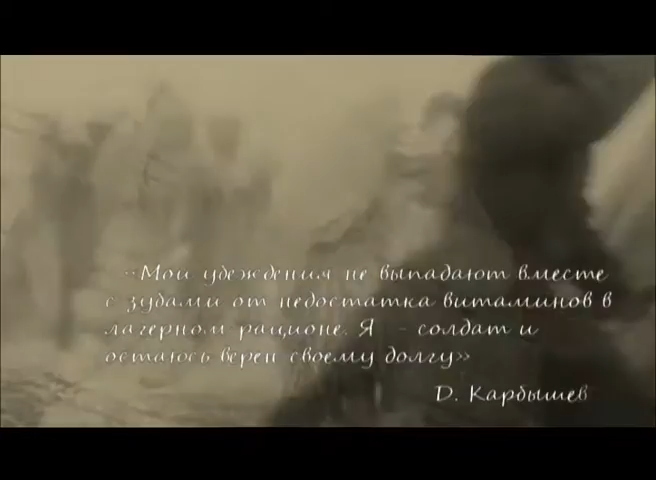 «Мои убеждения не выпадают вместе
с зубами от недостатка витаминов в
лагерном рационе. Я - солдат и
остаюсь верен своему долгу»
D. Карбышев